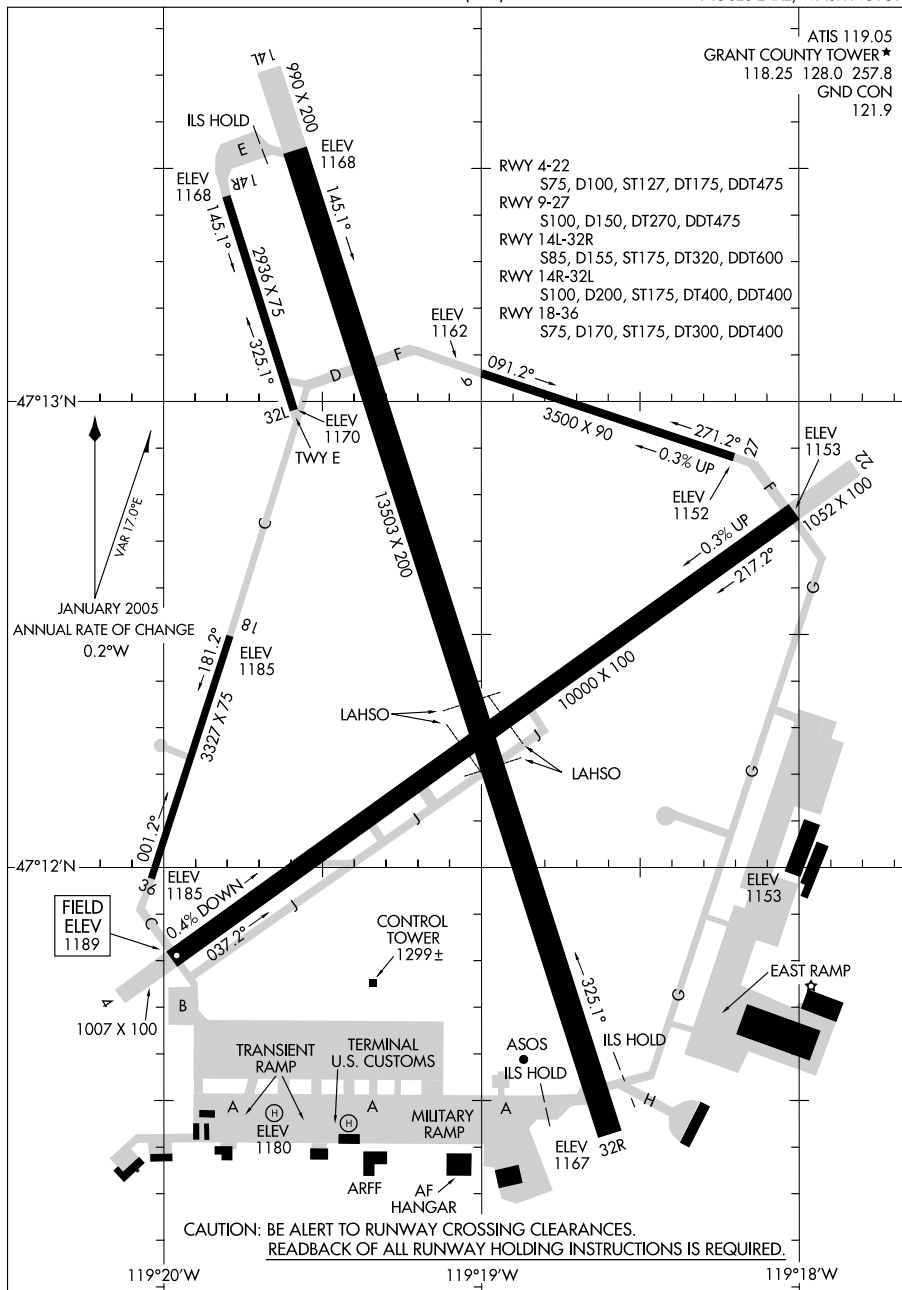 ATIS 119.05
GRANT COUNTY TOWER★
118.25 128.0 257.8
GND CON
121.9
14L
990 X 200
ILS HOLD
E
ELEV
1168
ELEV
1168
14R
145.1°
145.1°
2936 X 75
325.1°
RWY 4-22
S75, D100, ST127, DT175, DDT475
RWY 9-27
S100, D150, DT270, DDT475
RWY 14L-32R
S85, D155, ST175, DT320, DDT600
RWY 14R-32L
S100, D200, ST175, DT400, DDT400
RWY 18-36
S75, D170, ST175, DT300, DDT400
ELEV
1162
D
F
9
091.2°
3500 X 90
271.2°
27
0.3% UP
47°13'N
32L
ELEV
1170
TWY E
ELEV
1152
ELEV
1153
F
22
1052 X 100
VAR 17.0°E
C
13503 X 200
0.3% UP
217.2°
JANUARY 2005
ANNUAL RATE OF CHANGE
0.2°W
G
18
ELEV
1185
181.2°
3327 X 75
001.2°
36
ELEV
1185
LAHSO
10000 X 100
J
LAHSO
G
J
47°12'N
FIELD
ELEV
1189
C
0.4% DOWN
037.2°
J
ELEV
1153
CONTROL
TOWER
1299±
4
1007 X 100
B
325.1°
G
EAST RAMP
TRANSIENT
RAMP
TERMINAL
U.S. CUSTOMS
ASOS
ILS HOLD
ILS HOLD
H
A
H
A
H
A
ELEV
1180
MILITARY
RAMP
ELEV
1167
32R
ARFF
AF
HANGAR
CAUTION: BE ALERT TO RUNWAY CROSSING CLEARANCES.
READBACK OF ALL RUNWAY HOLDING INSTRUCTIONS IS REQUIRED.
119°20'W
119°19'W
119°18'W